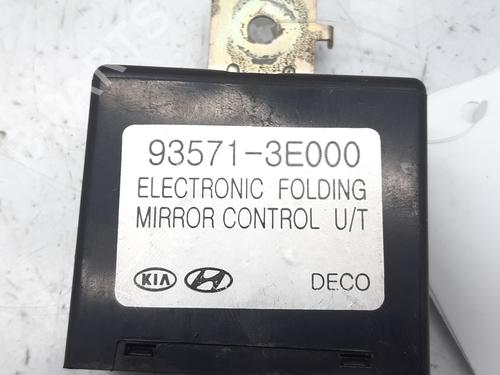 93571-3E000
ELECTRONIC FOLDING
MIRROR CONTROL U/T
KIA DECO